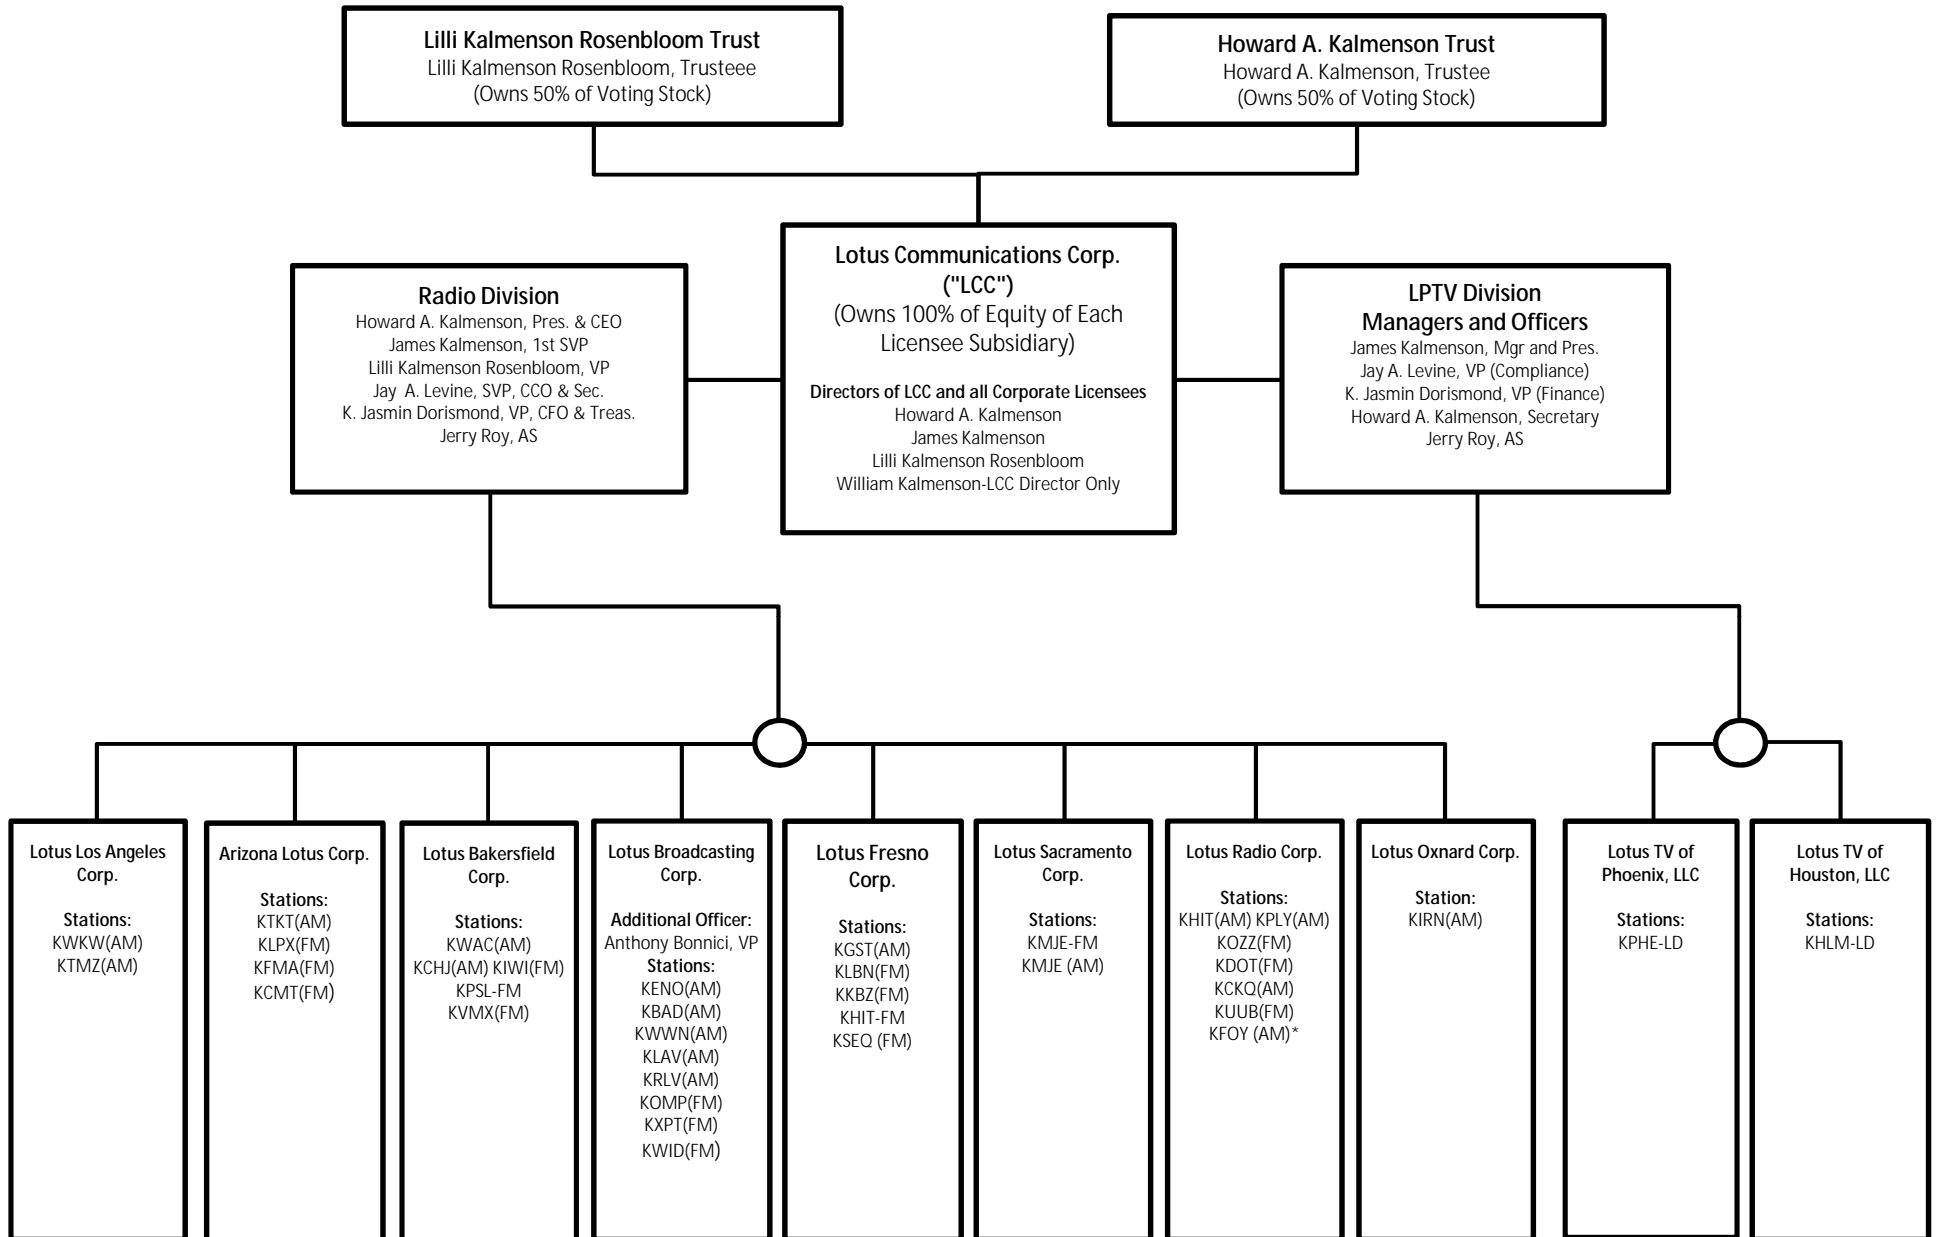 Lilli Kalmenson Rosenbloom Trust
Lilli Kalmenson Rosenbloom, Trusteee
(Owns 50% of Voting Stock)
Howard A. Kalmenson Trust
Howard A. Kalmenson, Trustee
(Owns 50% of Voting Stock)
Radio Division
Howard A. Kalmenson, Pres. & CEO
James Kalmenson, 1st SVP
Lilli Kalmenson Rosenbloom, VP
Jay A. Levine, SVP, CCO & Sec.
K. Jasmin Dorismond, VP, CFO & Treas.
Jerry Roy, AS
Lotus Communications Corp.
("LCC")
(Owns 100% of Equity of Each
Licensee Subsidiary)
Directors of LCC and all Corporate Licensees
Howard A. Kalmenson
James Kalmenson
Lilli Kalmenson Rosenbloom
William Kalmenson-LCC Director Only
LPTV Division
Managers and Officers
James Kalmenson, Mgr and Pres.
Jay A. Levine, VP (Compliance)
K. Jasmin Dorismond, VP (Finance)
Howard A. Kalmenson, Secretary
Jerry Roy, AS
Lotus Los Angeles
Corp.
Stations:
KWKW(AM)
KTMZ(AM)
Arizona Lotus Corp.
Stations:
KTKT(AM)
KLPX(FM)
KFMA(FM)
KCMT(FM)
Lotus Bakersfield
Corp.
Stations:
KWAC(AM)
KCHJ(AM) KIWI(FM)
KPSL-FM
KVMX(FM)
Lotus Broadcasting
Corp.
Additional Officer:
Anthony Bonnici, VP
Stations:
KENO(AM)
KBAD(AM)
KWWN(AM)
KLAV(AM)
KRLV(AM)
KOMP(FM)
KXPT(FM)
KWID(FM)
Lotus Fresno
Corp.
Stations:
KGST(AM)
KLBN(FM)
KKBZ(FM)
KHIT-FM
KSEQ (FM)
Lotus Sacramento
Corp.
Stations:
KMJE-FM
KMJE (AM)
Lotus Radio Corp.
Stations:
KHIT(AM) KPLY(AM)
KOZZ(FM)
KDOT(FM)
KCKQ(AM)
KUUB(FM)
KFOY (AM)*
Lotus Oxnard Corp.
Station:
KIRN(AM)
Lotus TV of
Phoenix, LLC
Stations:
KPHE-LD
Lotus TV of
Houston, LLC
Stations:
KHLM-LD